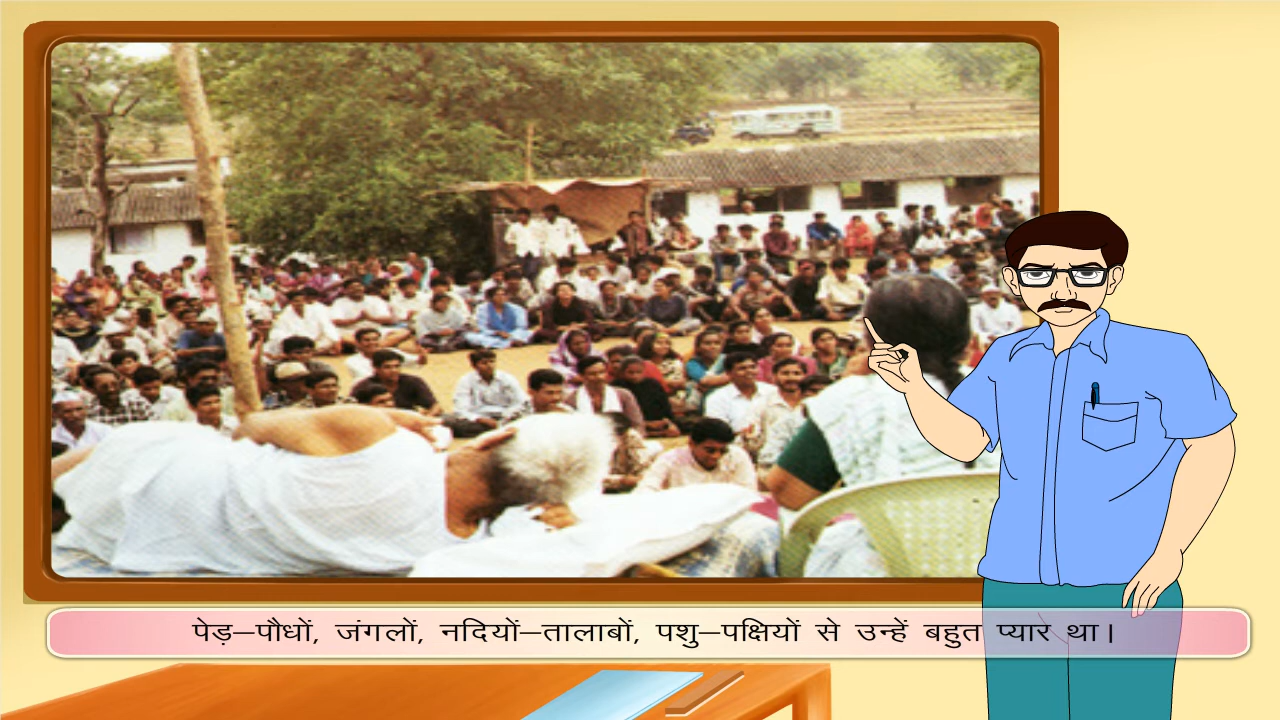 पेड़–पौधों, जंगलों, नदियों–तालाबों, पशु–पक्षियों से उन्हें बहुत प्यार था।